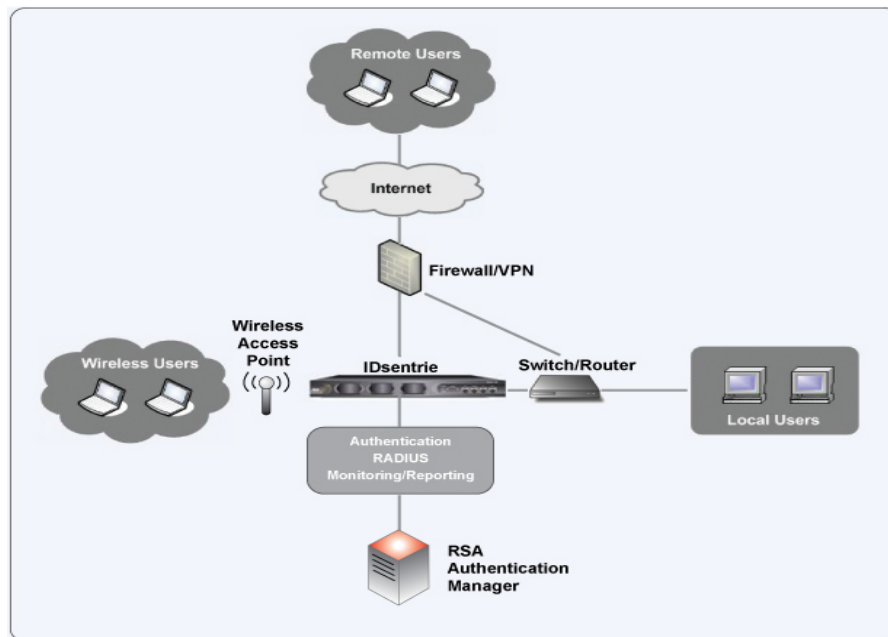 Remote Users
Internet
Firewall/VPN
Wireless
Access
Point
Wireless Users
IDsentrie
Switch/Router
Local Users
Authentication
RADIUS
Monitoring/Reporting
RSA
Authentication
Manager